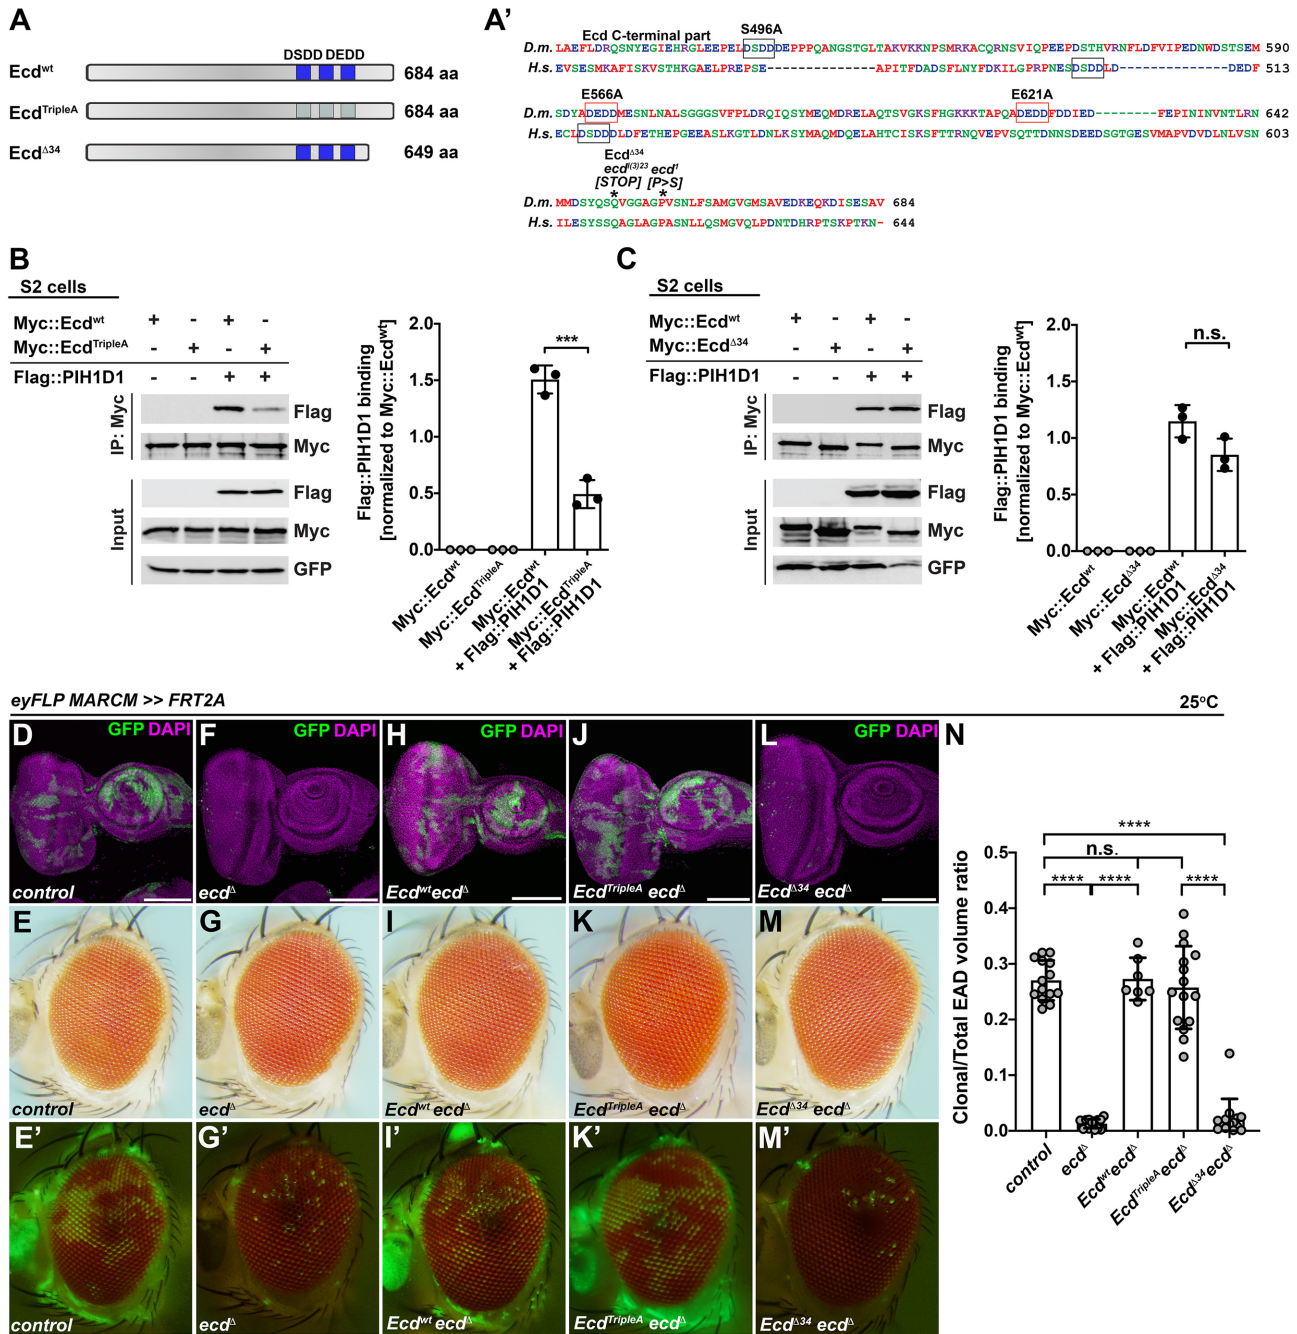 A
DSDD DEDD
Ecd^wt 684 aa
Ecd^TripleA 684 aa
Ecd^Δ34 649 aa
A'
Ecd C-terminal part S496A
D.m. LAEFLDRQSNYEGIEHRGLEEPELDSDDDEPPPQANGSTGLTAKVKKNPSMRKACQRNSVIQPEEPDSTHVRNFLDFVIPEDNWDSTSEM 590
H.s. EVSESMKAFISKVSTHKGAELPREPSE-----------APITFDADSFLNYFDKILGPRPNESDSDDLD-----------DEDF 513
E566A E621A
D.m. SDYADEDDMESNLNALSGGGSVFPLDRQIQSYMEQMDRELAQTSVGKSFHGKKKTAPQADEDDFDDIED--------FEPININVNTLRN 642
H.s. ECLDSDDDLDFETHEPGEEASLKGTLDNLKSYMAQMDQELAHTCISKSFTTRNQVEPVSQTTDNNSDEEDSGTGESVMAPVDVDLNLVSN 603
Ecd^Δ34
ecd^l(3)23 ecd^1
[STOP] [P>S]
* *
D.m. MMDSYQSQVGGAGPVSNLFSAMGVGMSAVEDKEQKDISESAV 684
H.s. ILESYSSQAGLAGPASNLLQSMGVQLPDNTDHRPTSKPTKN- 644
B
S2 cells
Myc::Ecd^wt + - + -
Myc::Ecd^TripleA - + - +
Flag::PIH1D1 - - + +
IP: Myc
Flag
Myc
Input
Flag
Myc
GFP
Flag::PIH1D1 binding
[normalized to Myc::Ecd^wt]
2.0
1.5
1.0
0.5
0.0
***
Myc::Ecd^wt
Myc::Ecd^TripleA
Myc::Ecd^wt
+ Flag::PIH1D1
Myc::Ecd^TripleA
+ Flag::PIH1D1
C
S2 cells
Myc::Ecd^wt + - + -
Myc::Ecd^Δ34 - + - +
Flag::PIH1D1 - - + +
IP: Myc
Flag
Myc
Input
Flag
Myc
GFP
Flag::PIH1D1 binding
[normalized to Myc::Ecd^wt]
2.0
1.5
1.0
0.5
0.0
n.s.
Myc::Ecd^wt
Myc::Ecd^Δ34
Myc::Ecd^wt
+ Flag::PIH1D1
Myc::Ecd^Δ34
+ Flag::PIH1D1
eyFLP MARCM >> FRT2A 25°C
D GFP DAPI
control
F GFP DAPI
ecd^Δ
H GFP DAPI
Ecd^wt ecd^Δ
J GFP DAPI
Ecd^TripleA ecd^Δ
L GFP DAPI
Ecd^Δ34 ecd^Δ
E
control
G
ecd^Δ
I
Ecd^wt ecd^Δ
K
Ecd^TripleA ecd^Δ
M
Ecd^Δ34 ecd^Δ
E'
control
G'
ecd^Δ
I'
Ecd^wt ecd^Δ
K'
Ecd^TripleA ecd^Δ
M'
Ecd^Δ34 ecd^Δ
N
Clonal/Total EAD volume ratio
0.5
0.4
0.3
0.2
0.1
0.0
****
n.s.
**** **** ****
control
ecd^Δ
Ecd^wt ecd^Δ
Ecd^TripleA ecd^Δ
Ecd^Δ34 ecd^Δ